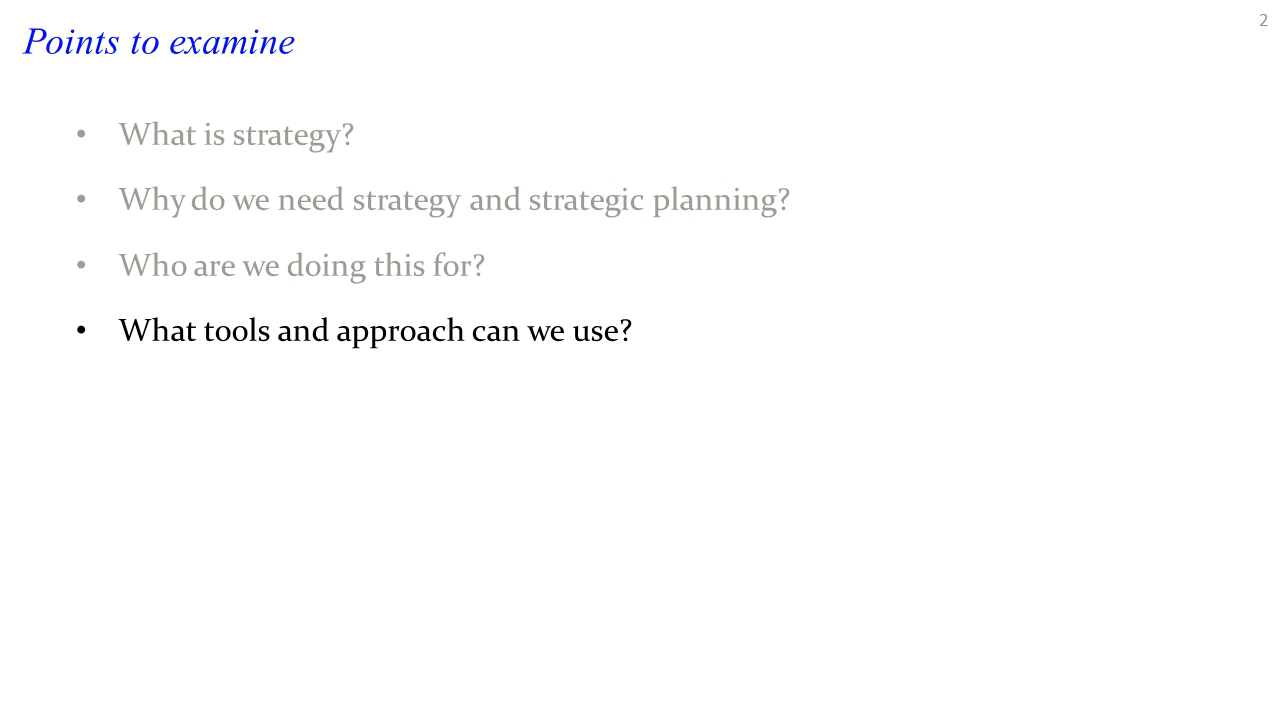 2
Points to examine
• What is strategy?
• Why do we need strategy and strategic planning?
• Who are we doing this for?
• What tools and approach can we use?